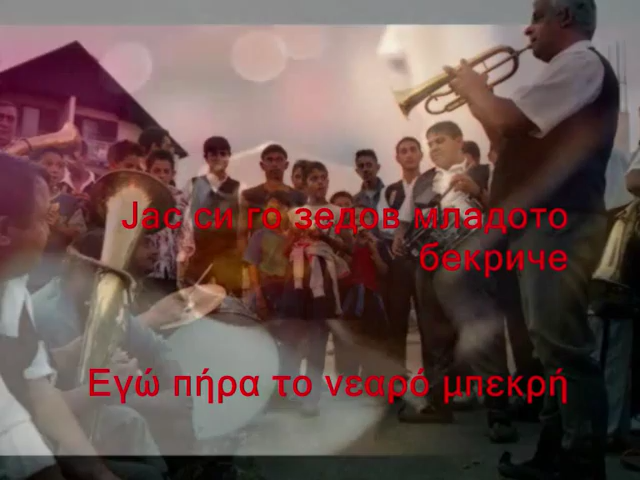 Јас си го зедов младото
бекриче
Εγώ πήρα το νεαρό μπεκρή